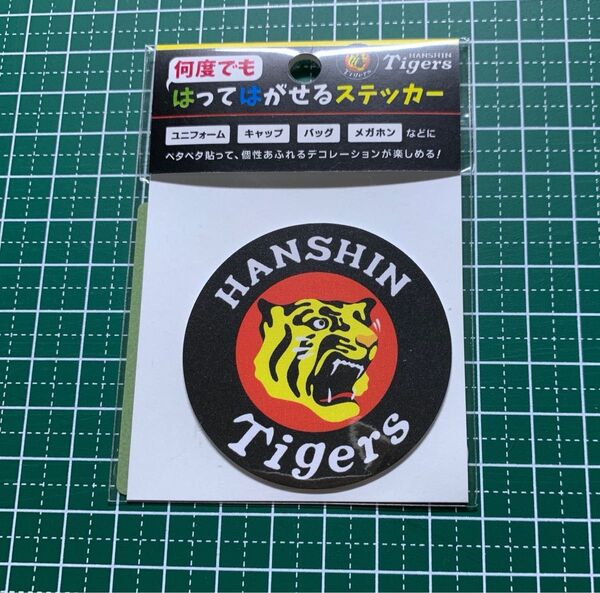 何度でも
はってはがせるステッカー
HANSHIN
Tigers
Tigers
ユニフォーム キャップ バッグ メガホン などに
ペタペタ貼って、個性あふれるデコレーションが楽しめる!
HANSHIN
Tigers